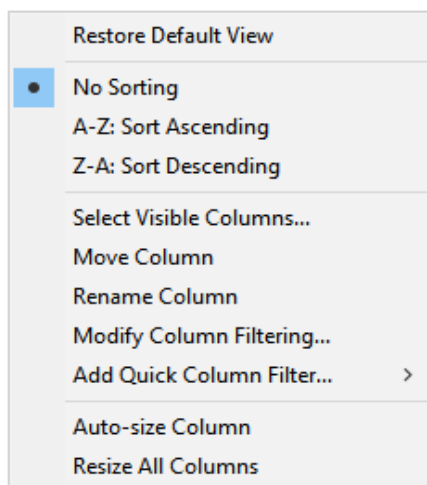 Restore Default View
No Sorting
A-Z: Sort Ascending
Z-A: Sort Descending
Select Visible Columns...
Move Column
Rename Column
Modify Column Filtering...
Add Quick Column Filter...
Auto-size Column
Resize All Columns